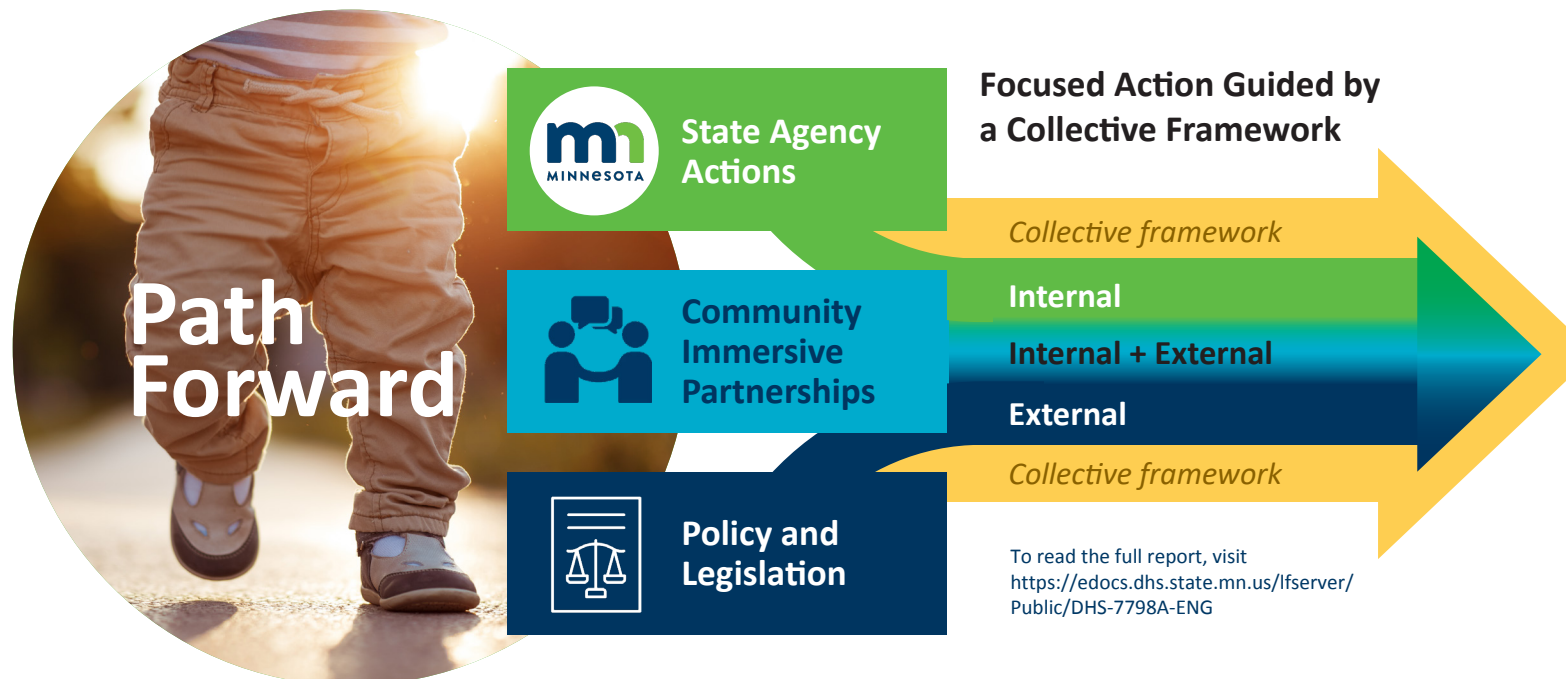 Path
Forward
mn
MINNESOTA
State Agency
Actions
Community
Immersive
Partnerships
Policy and
Legislation
Focused Action Guided by
a Collective Framework
Collective framework
Internal
Internal + External
External
Collective framework
To read the full report, visit
https://edocs.dhs.state.mn.us/lfserver/
Public/DHS-7798A-ENG